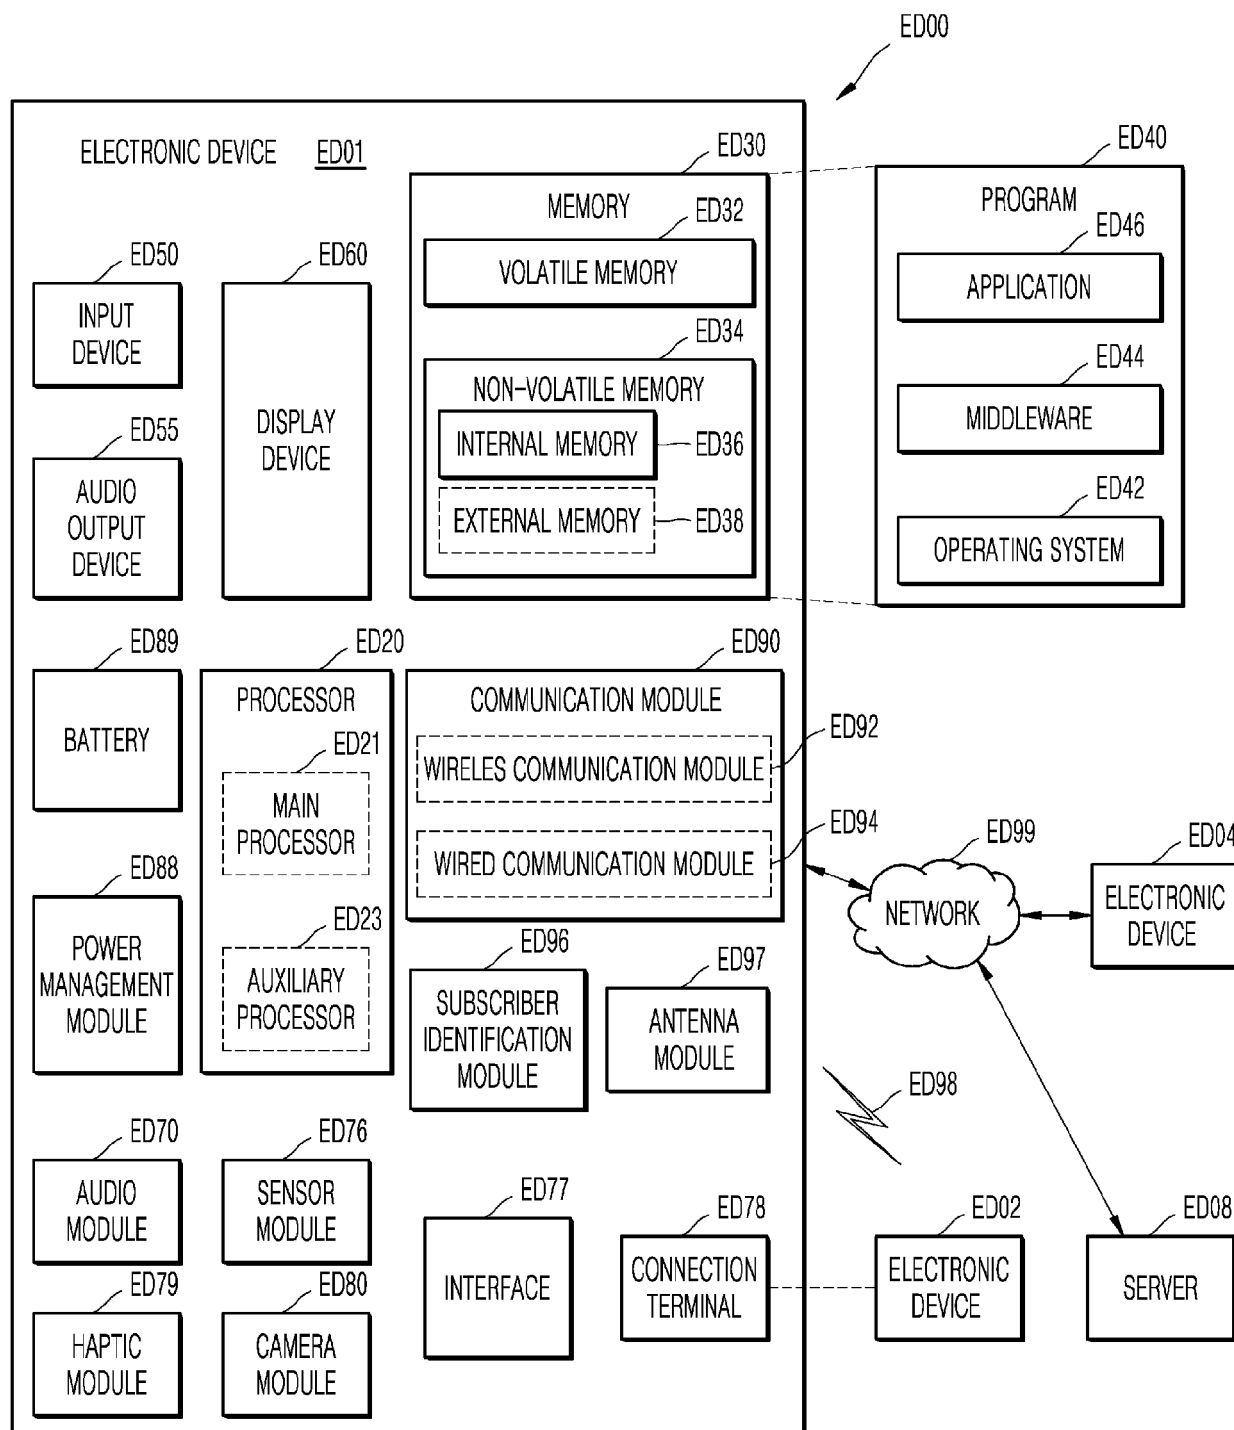 ED00
ELECTRONIC DEVICE ED01
ED30
MEMORY
ED32
VOLATILE MEMORY
ED34
NON-VOLATILE MEMORY
INTERNAL MEMORY
ED36
EXTERNAL MEMORY
ED38
ED40
PROGRAM
ED46
APPLICATION
ED44
MIDDLEWARE
ED42
OPERATING SYSTEM
ED50
INPUT
DEVICE
ED60
DISPLAY
DEVICE
ED55
AUDIO
OUTPUT
DEVICE
ED89
BATTERY
ED20
PROCESSOR
ED21
MAIN
PROCESSOR
ED23
AUXILIARY
PROCESSOR
ED90
COMMUNICATION MODULE
ED92
WIRELES COMMUNICATION MODULE
ED94
WIRED COMMUNICATION MODULE
ED88
POWER
MANAGEMENT
MODULE
ED96
SUBSCRIBER
IDENTIFICATION
MODULE
ED97
ANTENNA
MODULE
ED99
NETWORK
ED04
ELECTRONIC
DEVICE
ED98
ED70
AUDIO
MODULE
ED76
SENSOR
MODULE
ED77
INTERFACE
ED78
CONNECTION
TERMINAL
ED02
ELECTRONIC
DEVICE
ED08
SERVER
ED79
HAPTIC
MODULE
ED80
CAMERA
MODULE